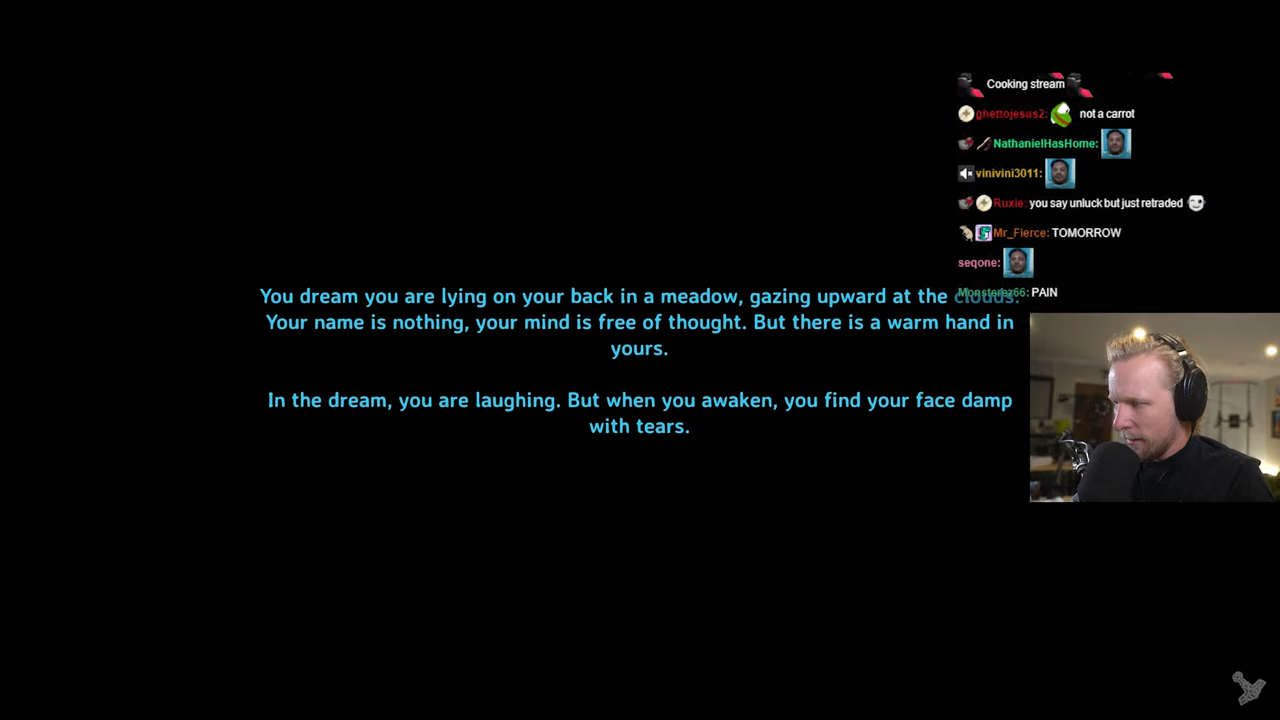 Cooking stream
ghettojesus2: not a carrot
NathanielHasHome:
vinivini3011:
Ruxie: you say unluck but just retraded
Mr_Fierce: TOMORROW
seqone:
Monsterez66: PAIN
You dream you are lying on your back in a meadow, gazing upward at the clouds.
Your name is nothing, your mind is free of thought. But there is a warm hand in
yours.
In the dream, you are laughing. But when you awaken, you find your face damp
with tears.